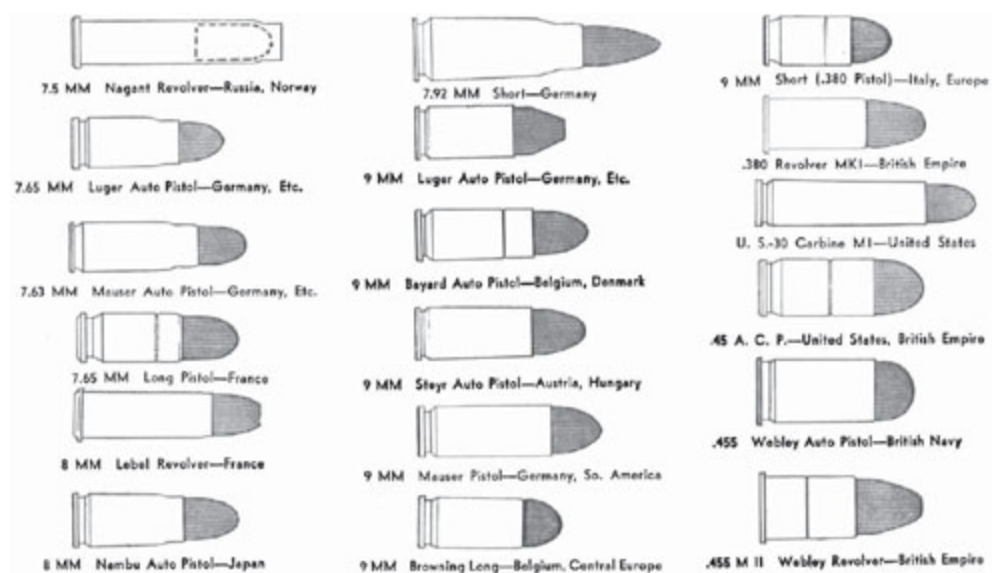 7.5 MM Nagant Revolver—Russia, Norway
7.65 MM Luger Auto Pistol—Germany, Etc.
7.63 MM Mauser Auto Pistol—Germany, Etc.
7.65 MM Long Pistol—France
8 MM Lebel Revolver—France
8 MM Nambu Auto Pistol—Japan
7.92 MM Short—Germany
9 MM Luger Auto Pistol—Germany, Etc.
9 MM Bayard Auto Pistol—Belgium, Denmark
9 MM Steyr Auto Pistol—Austria, Hungary
9 MM Mauser Pistol—Germany, So. America
9 MM Browning Long—Belgium, Central Europe
9 MM Short (.380 Pistol)—Italy, Europe
.380 Revolver MKI—British Empire
U. S.-30 Carbine MI—United States
.45 A. C. P.—United States, British Empire
.455 Webley Auto Pistol—British Navy
.455 M II Webley Revolver—British Empire